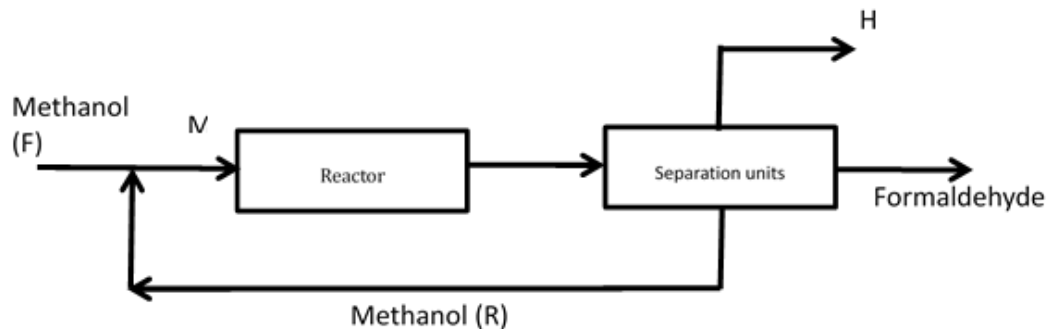 H
Methanol
(F)
M
Reactor
Separation units
Formaldehyde
Methanol (R)